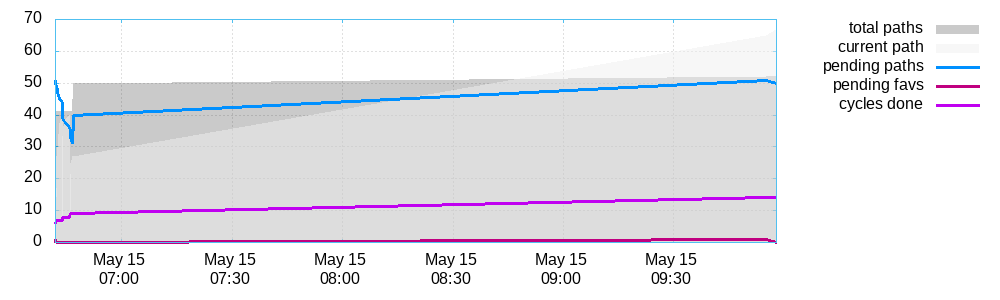 70
60
50
40
30
20
10
0
May 15 May 15 May 15 May 15 May 15 May 15
07:00 07:30 08:00 08:30 09:00 09:30
total paths
current path
pending paths
pending favs
cycles done